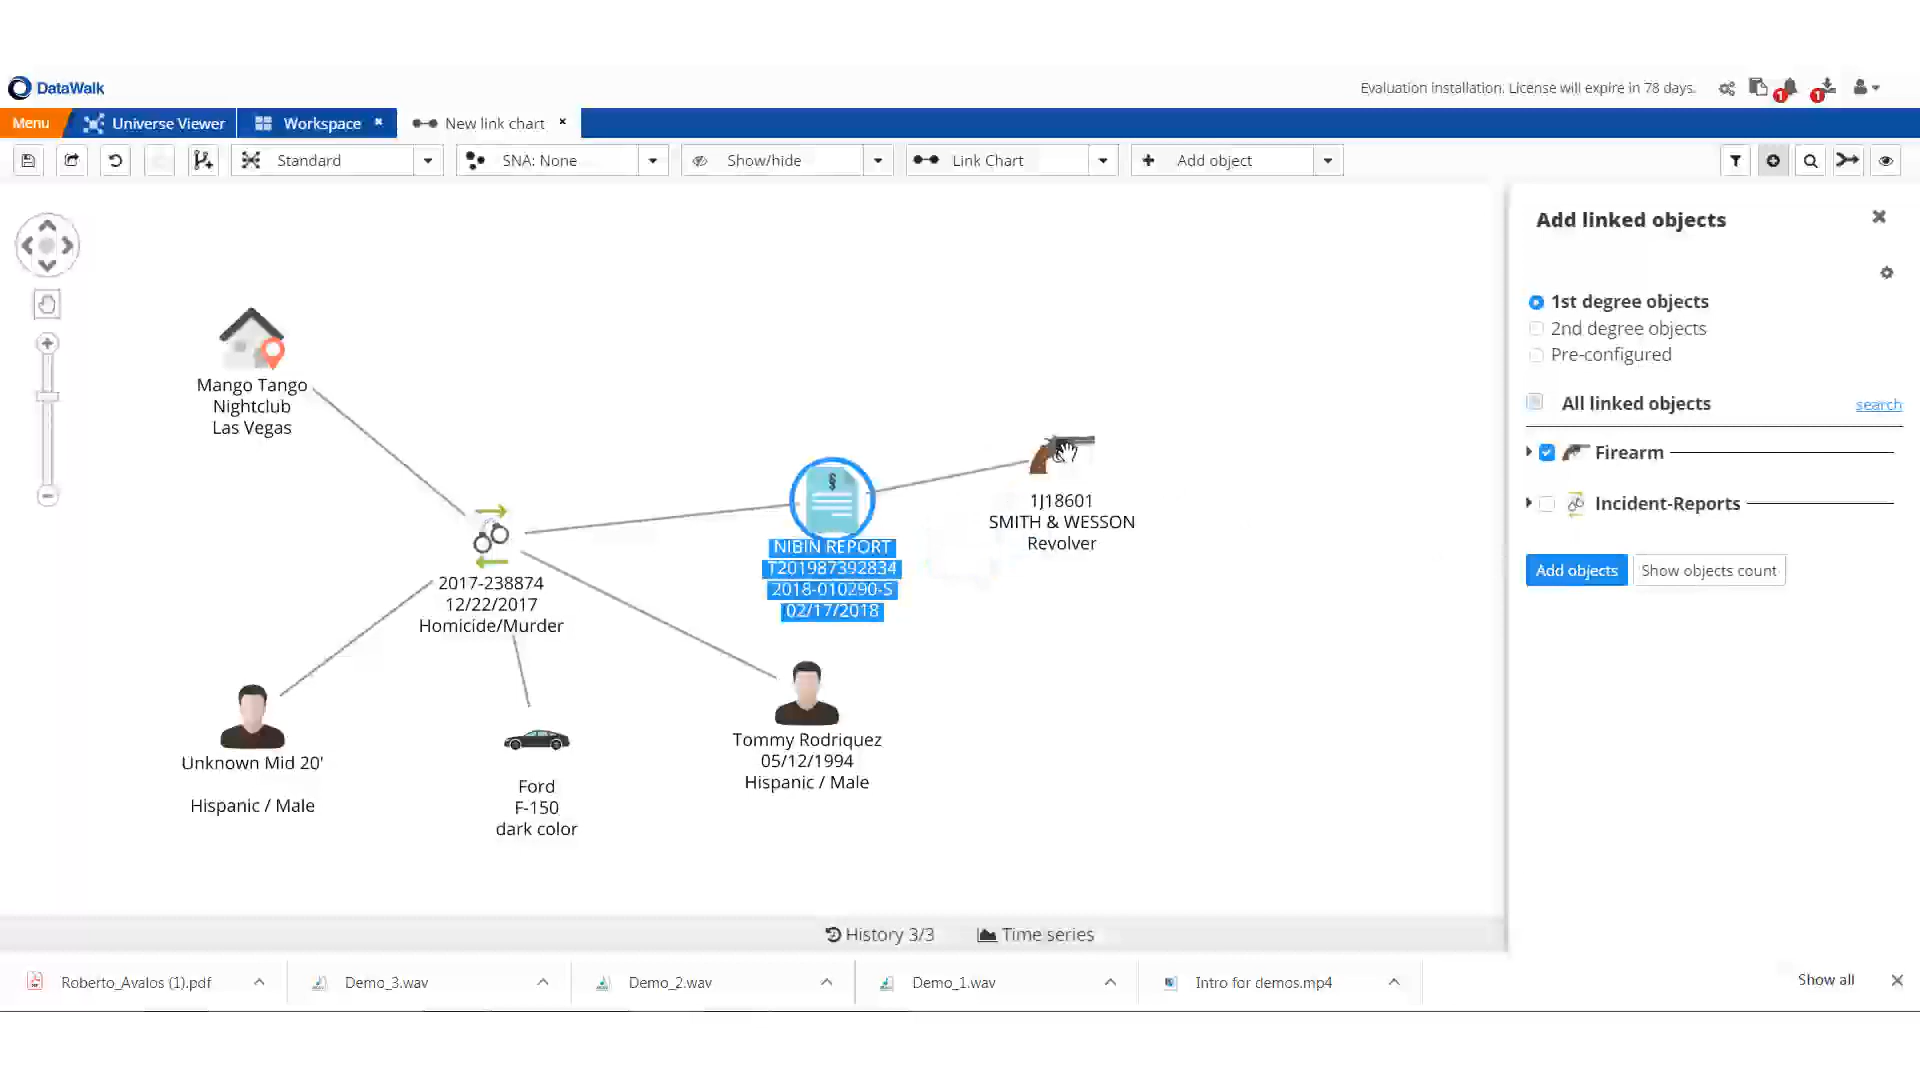 DataWalk
Evaluation installation. License will expire in 78 days.
1
1
Menu
Universe Viewer
Workspace
New link chart
Standard
SNA: None
Show/hide
Link Chart
Add object
Add linked objects
1st degree objects
2nd degree objects
Pre-configured
All linked objects
search
Firearm
Incident-Reports
Add objects
Show objects count
Mango Tango
Nightclub
Las Vegas
2017-238874
12/22/2017
Homicide/Murder
§
NIBIN REPORT
T201987392834
2018-010290-S
02/17/2018
1J18601
SMITH & WESSON
Revolver
Unknown Mid 20'
Hispanic / Male
Ford
F-150
dark color
Tommy Rodriquez
05/12/1994
Hispanic / Male
History 3/3
Time series
Roberto_Avalos (1).pdf
Demo_3.wav
Demo_2.wav
Demo_1.wav
Intro for demos.mp4
Show all